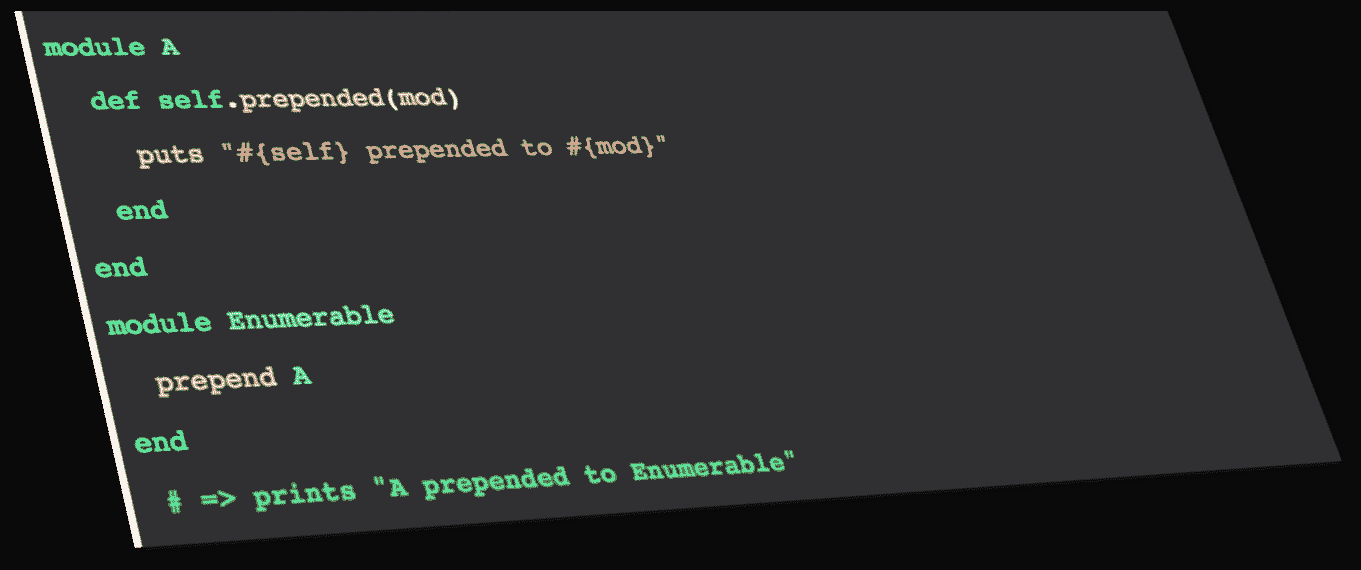 module A
def self.prepended(mod)
puts "#{self} prepended to #{mod}"
end
end
module Enumerable
prepend A
end
# => prints "A prepended to Enumerable"